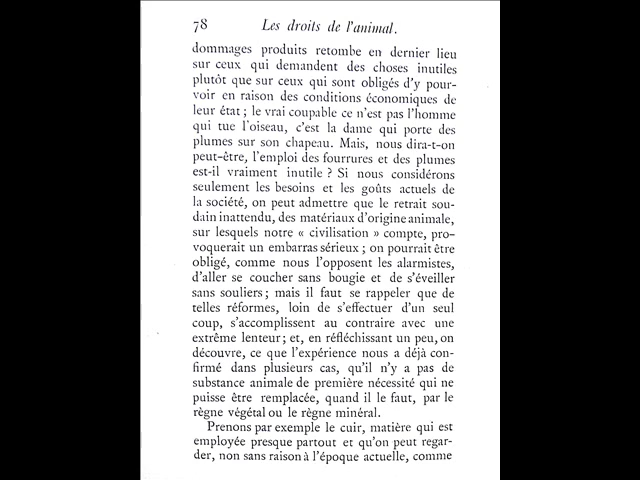 78 Les droits de l'animal.
dommages produits retombe en dernier lieu
sur ceux qui demandent des choses inutiles
plutôt que sur ceux qui sont obligés d'y pour-
voir en raison des conditions économiques de
leur état ; le vrai coupable ce n'est pas l'homme
qui tue l'oiseau, c'est la dame qui porte des
plumes sur son chapeau. Mais, nous dira-t-on
peut-être, l'emploi des fourrures et des plumes
est-il vraiment inutile ? Si nous considérons
seulement les besoins et les goûts actuels de
la société, on peut admettre que le retrait sou-
dain inattendu, des matériaux d'origine animale,
sur lesquels notre « civilisation » compte, pro-
voquerait un embarras sérieux ; on pourrait être
obligé, comme nous l'opposent les alarmistes,
d'aller se coucher sans bougie et de s'éveiller
sans souliers ; mais il faut se rappeler que de
telles réformes, loin de s'effectuer d'un seul
coup, s'accomplissent au contraire avec une
extrême lenteur ; et, en réfléchissant un peu, on
découvre, ce que l'expérience nous a déjà con-
firmé dans plusieurs cas, qu'il n'y a pas de
substance animale de première nécessité qui ne
puisse être remplacée, quand il le faut, par le
règne végétal ou le règne minéral.
Prenons par exemple le cuir, matière qui est
employée presque partout et qu'on peut regar-
der, non sans raison à l'époque actuelle, comme